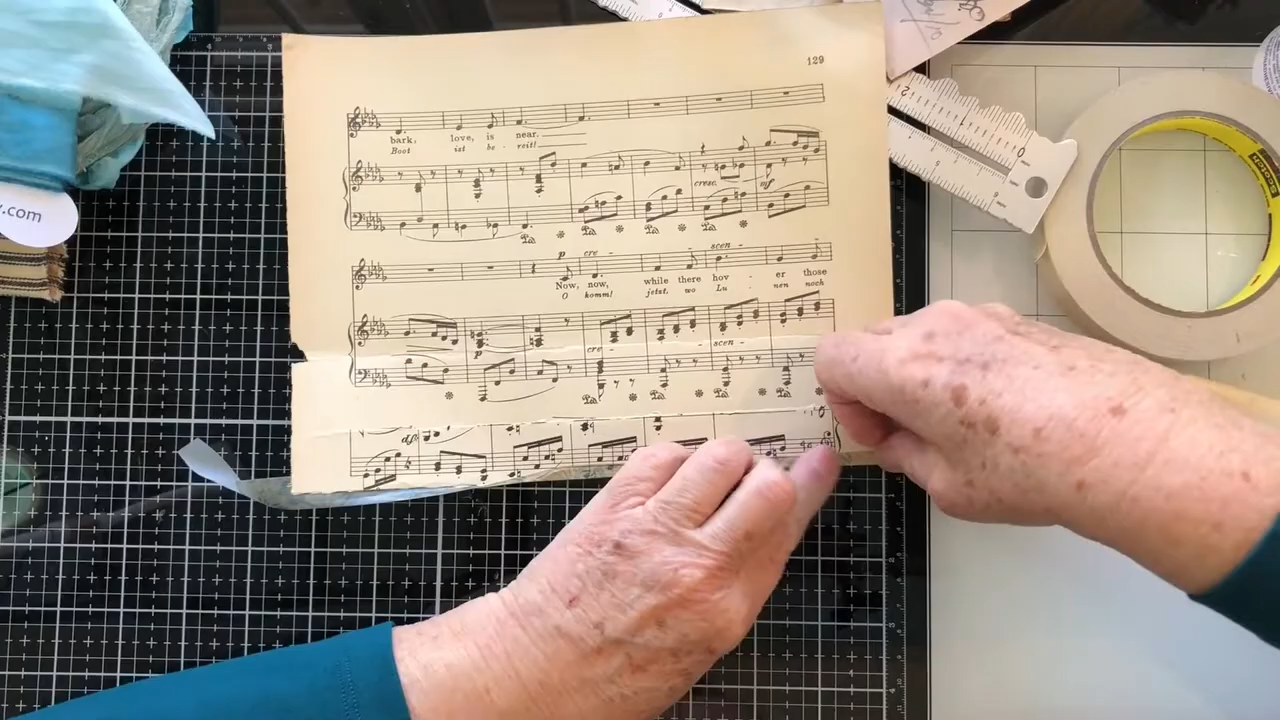 129
bark, love, is near.
Boot ist be - reit!
cresc. mf
p cre - scen -
Now, now, while there hov - er those
O komm! jetzt, wo Lu - nen noch
p cre - scen -
.com
Scotch